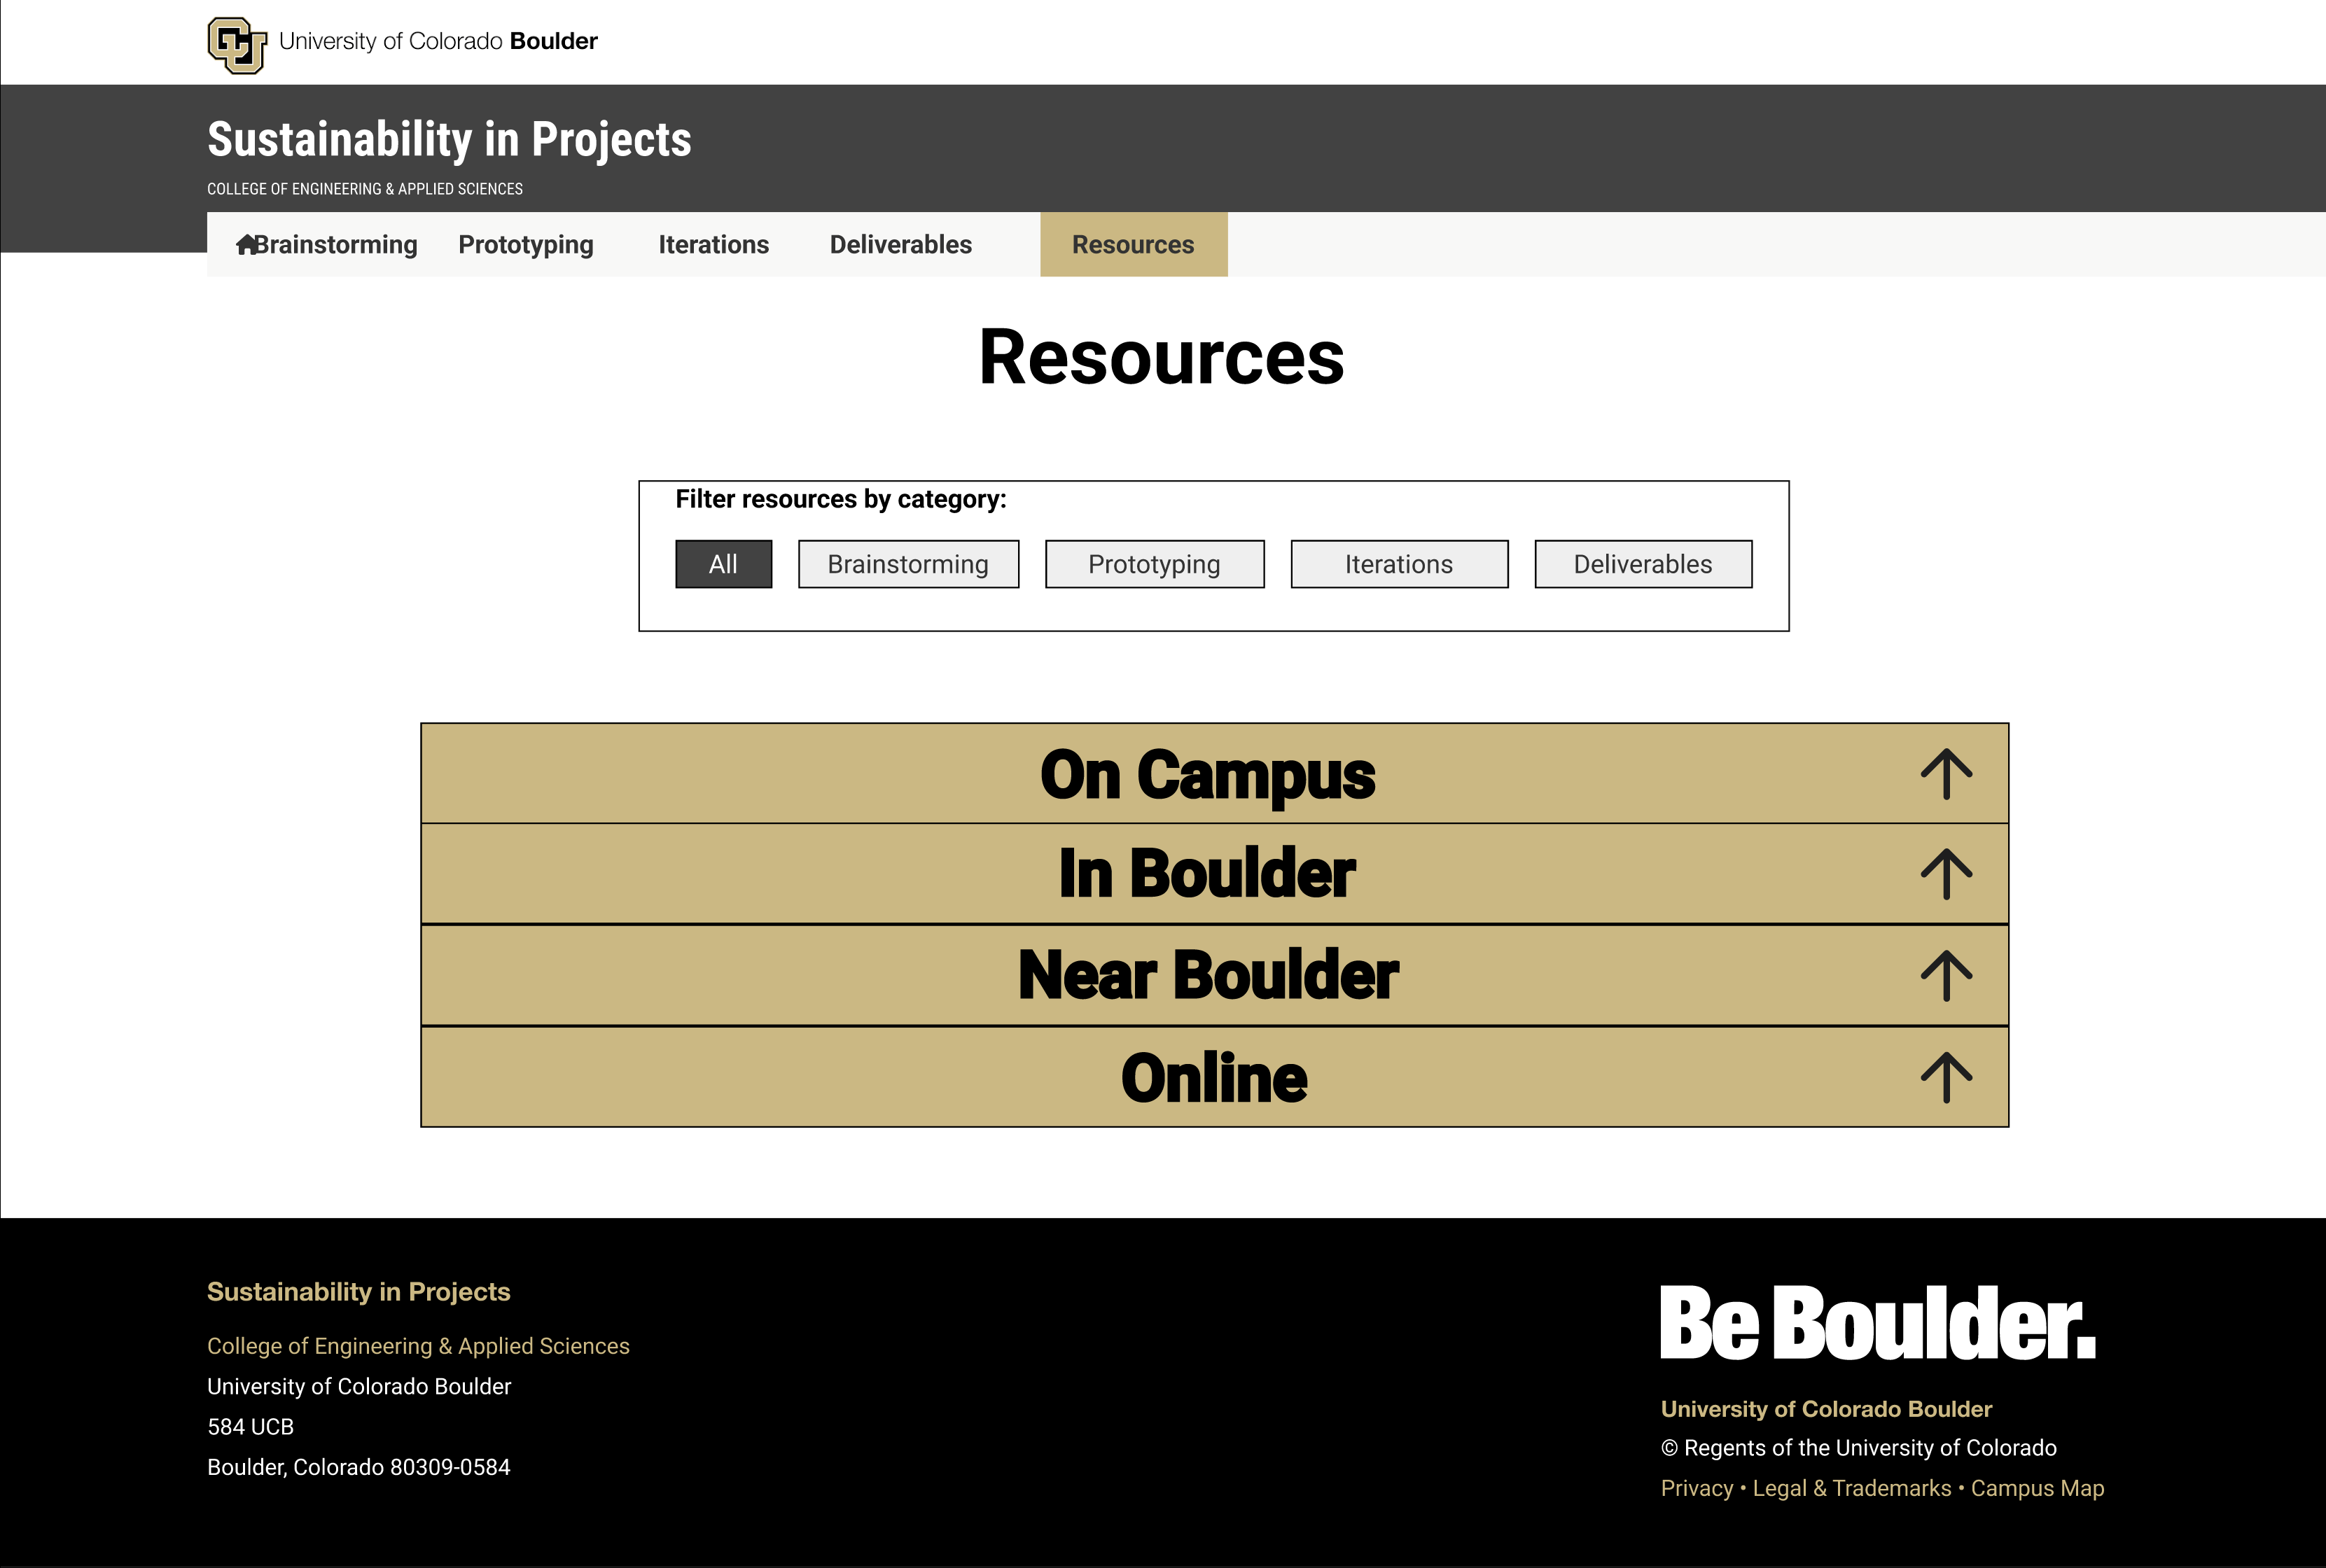 CU University of Colorado Boulder
Sustainability in Projects
COLLEGE OF ENGINEERING & APPLIED SCIENCES
Brainstorming Prototyping Iterations Deliverables Resources
Resources
Filter resources by category:
All Brainstorming Prototyping Iterations Deliverables
On Campus
In Boulder
Near Boulder
Online
Sustainability in Projects
College of Engineering & Applied Sciences
University of Colorado Boulder
584 UCB
Boulder, Colorado 80309-0584
Be Boulder.
University of Colorado Boulder
© Regents of the University of Colorado
Privacy • Legal & Trademarks • Campus Map